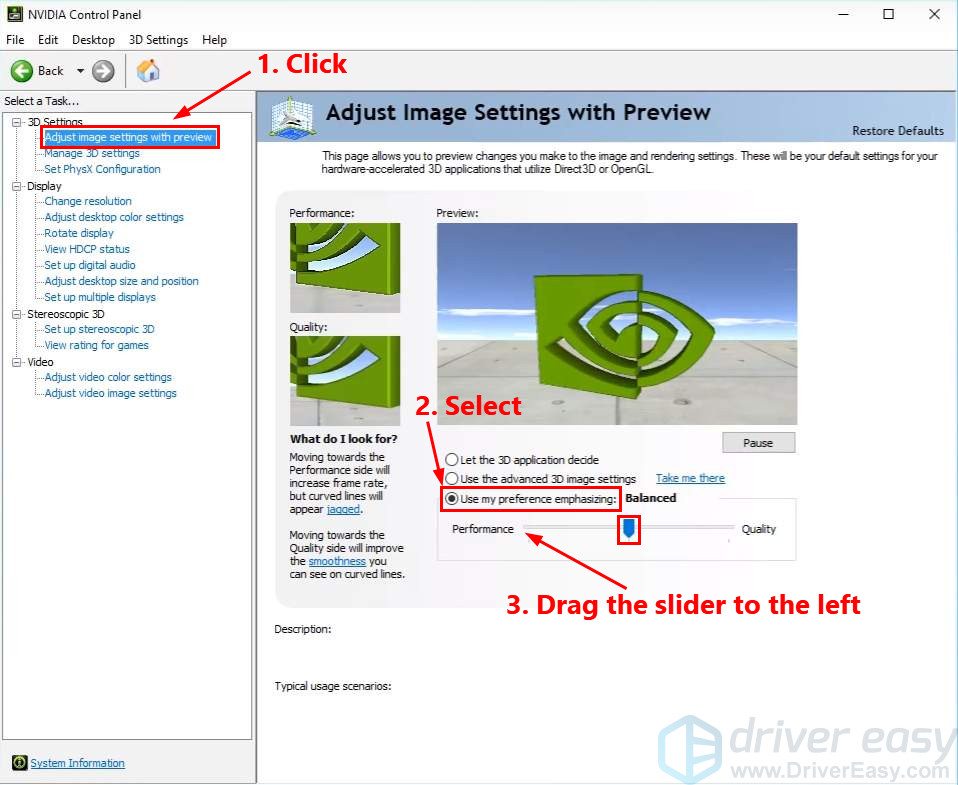 NVIDIA Control Panel
File Edit Desktop 3D Settings Help
Back
1. Click
Select a Task...
3D Settings
Adjust image settings with preview
Manage 3D settings
Set PhysX Configuration
Display
Change resolution
Adjust desktop color settings
Rotate display
View HDCP status
Set up digital audio
Adjust desktop size and position
Set up multiple displays
Stereoscopic 3D
Set up stereoscopic 3D
View rating for games
Video
Adjust video color settings
Adjust video image settings
System Information
Adjust Image Settings with Preview
Restore Defaults
This page allows you to preview changes you make to the image and rendering settings. These will be your default settings for your
hardware-accelerated 3D applications that utilize Direct3D or OpenGL.
Performance:
Quality:
What do I look for?
Moving towards the
Performance side will
increase frame rate,
but curved lines will
appear jagged.
Moving towards the
Quality side will improve
the smoothness you
can see on curved lines.
Preview:
2. Select
Pause
Let the 3D application decide
Use the advanced 3D image settings Take me there
Use my preference emphasizing: Balanced
Performance Quality
3. Drag the slider to the left
Description:
Typical usage scenarios:
driver easy
www.DriverEasy.com